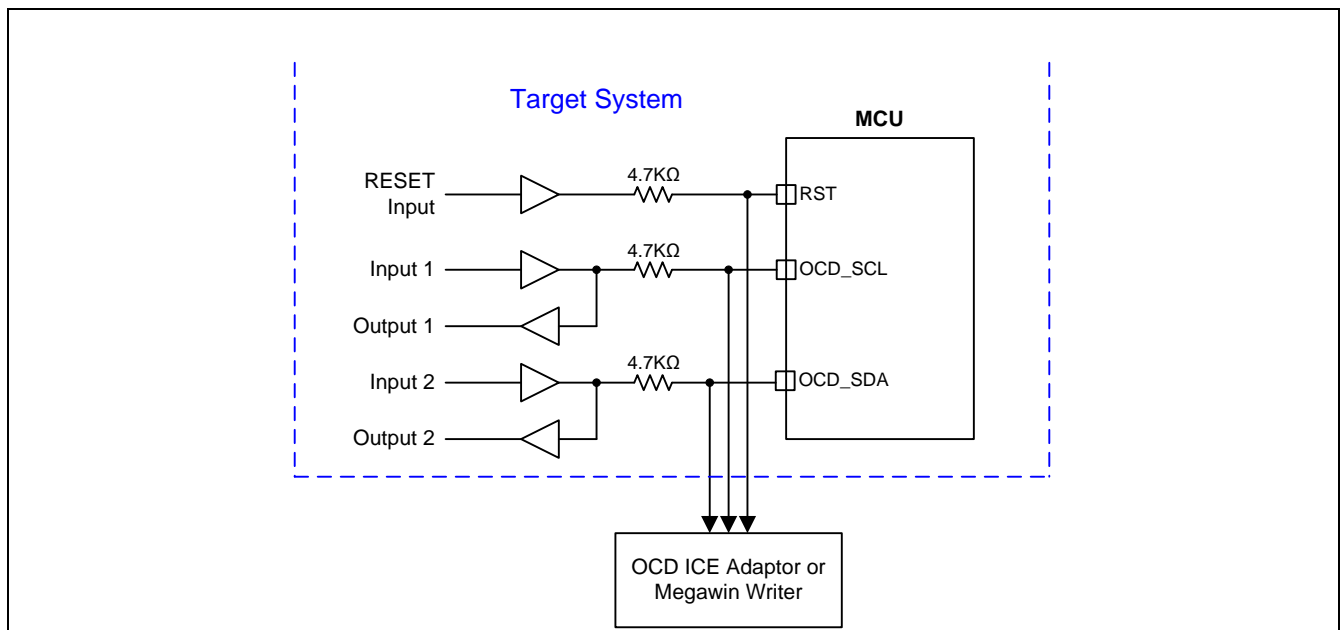 Target System
MCU
RESET
Input
4.7KΩ
RST
Input 1
4.7KΩ
OCD_SCL
Output 1
Input 2
4.7KΩ
OCD_SDA
Output 2
OCD ICE Adaptor or
Megawin Writer